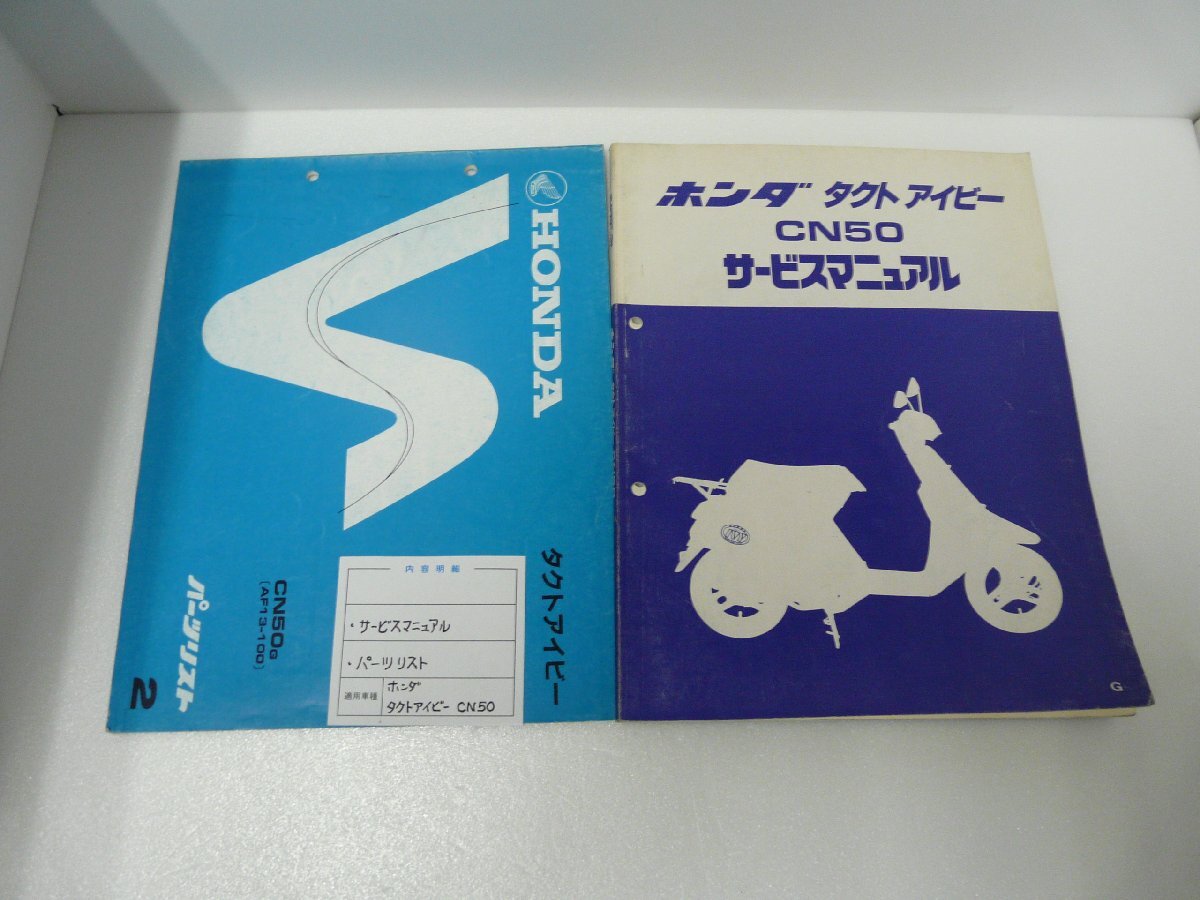 HONDA
タクトアイビー
CN50G
(AF13-100)
パーツリスト
2
内容明細
・サービスマニュアル
・パーツリスト
適用車種
ホンダ
タクトアイビー CN50
ホンダ タクト アイビー
CN50
サービスマニュアル
G